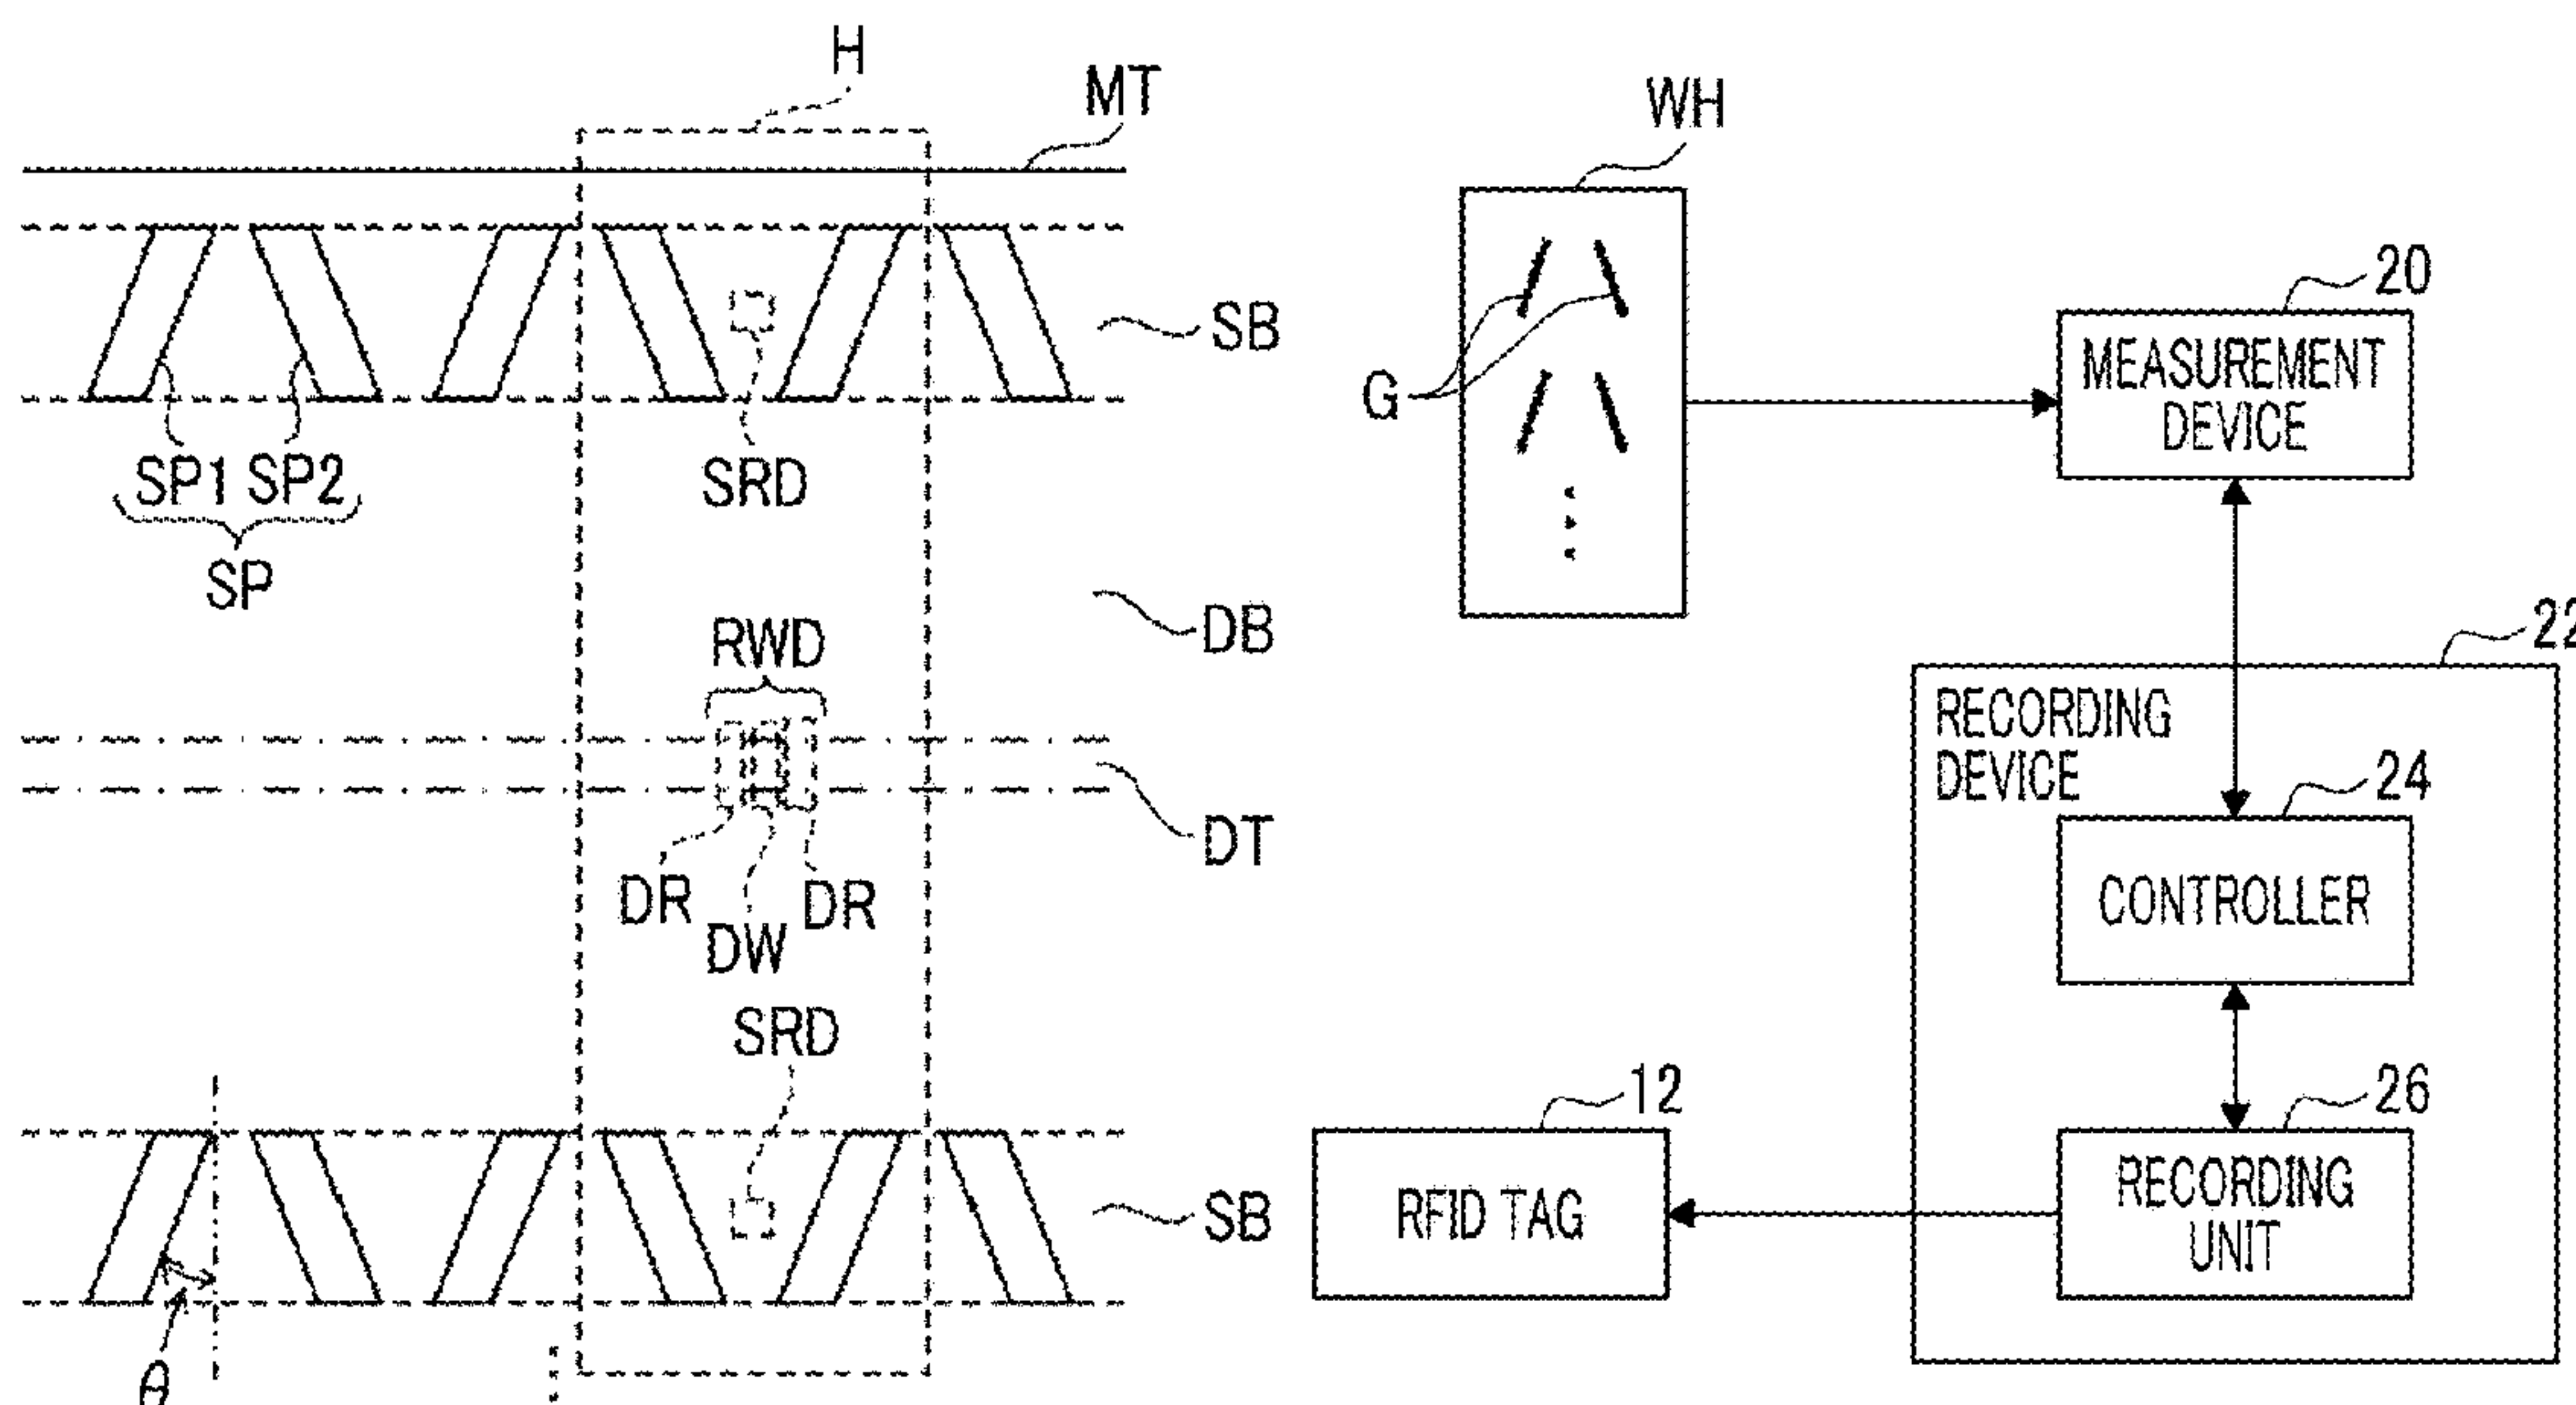 H
MT
SB
SP1 SP2
SP
SRD
DB
RWD
DT
DR
DW
DR
SRD
SB
θ
WH
G
20
MEASUREMENT
DEVICE
22
RECORDING
DEVICE
24
CONTROLLER
26
RECORDING
UNIT
12
RFID TAG